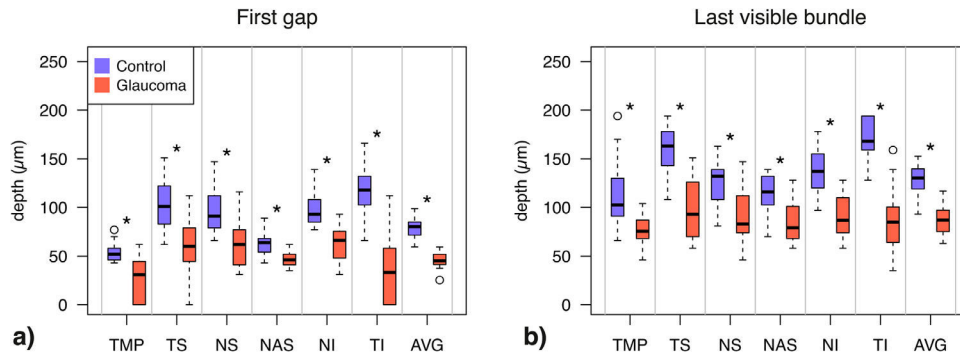 First gap
250
200
150
100
50
0
depth (μm)
Control
Glaucoma
* * * * * * *
TMP TS NS NAS NI TI AVG
a)
Last visible bundle
250
200
150
100
50
0
depth (μm)
* * * * * * *
TMP TS NS NAS NI TI AVG
b)